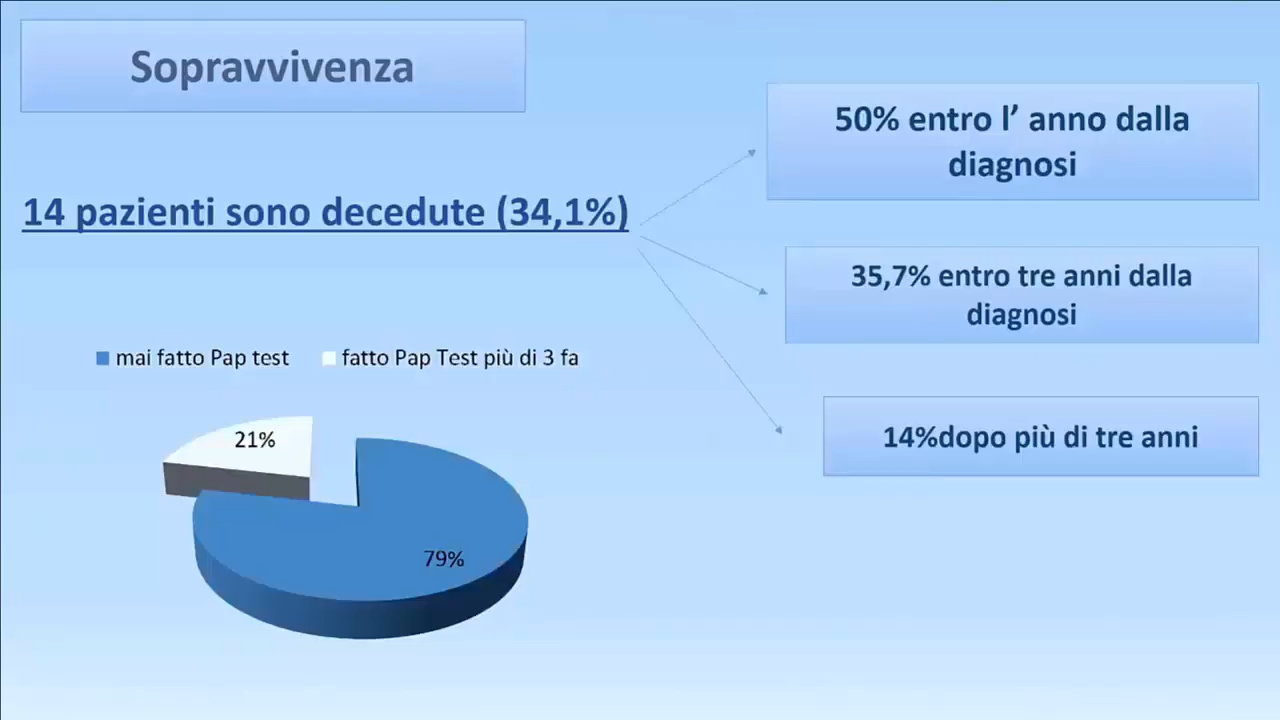 Sopravvivenza
14 pazienti sono decedute (34,1%)
50% entro l’ anno dalla
diagnosi
35,7% entro tre anni dalla
diagnosi
14%dopo più di tre anni
mai fatto Pap test
fatto Pap Test più di 3 fa
21%
79%